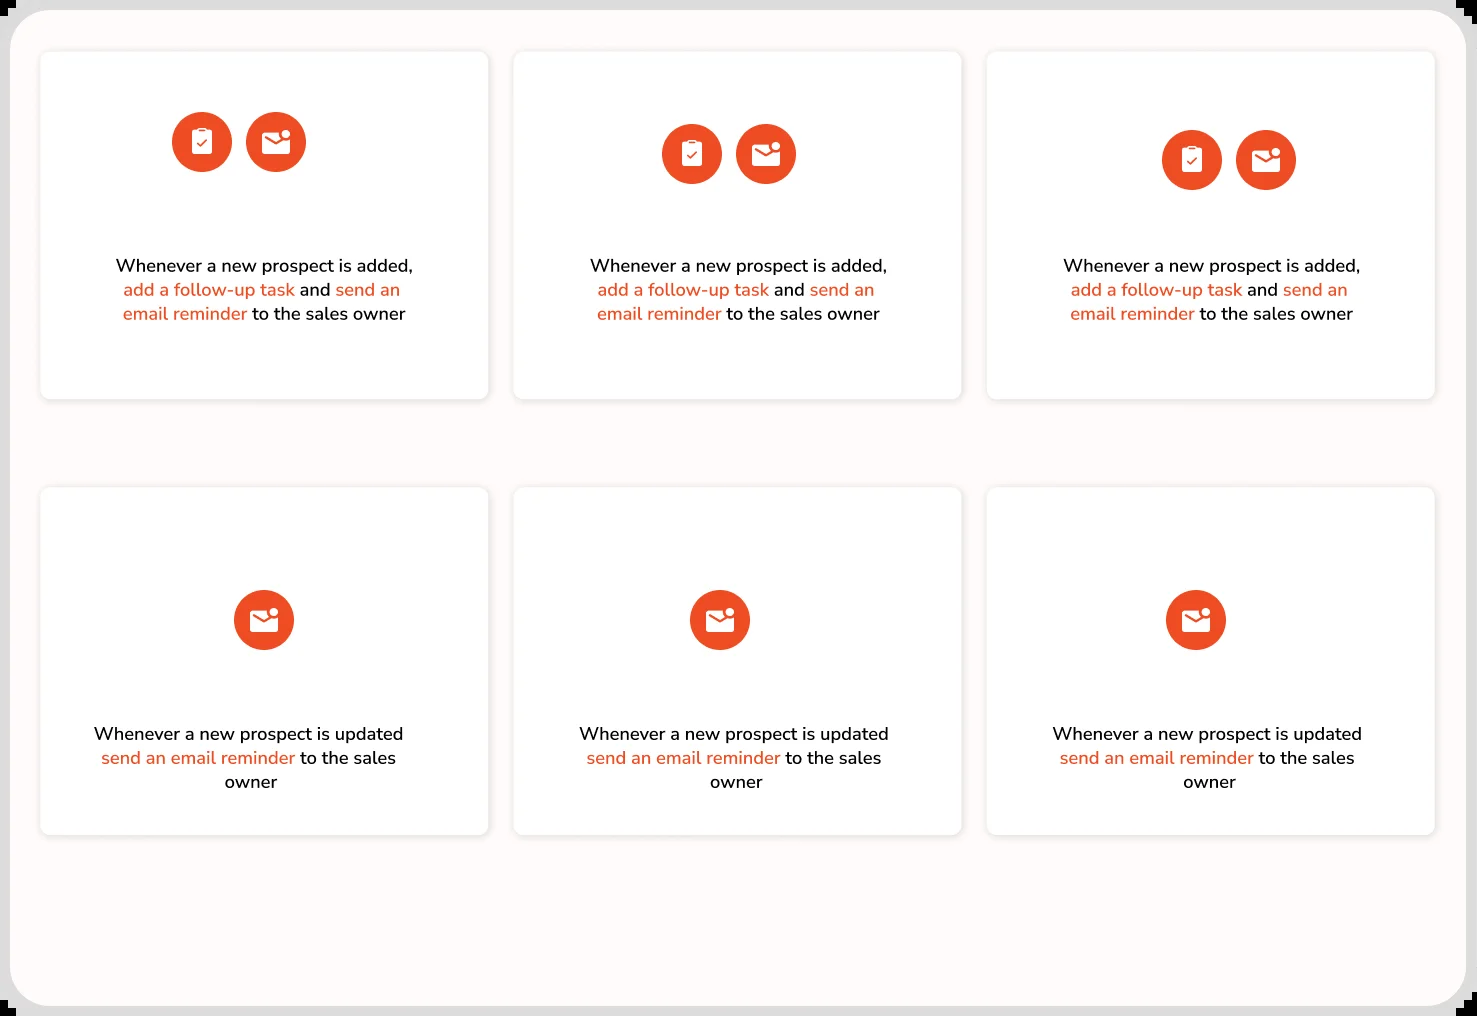 Whenever a new prospect is added,
add a follow-up task and send an
email reminder to the sales owner
Whenever a new prospect is added,
add a follow-up task and send an
email reminder to the sales owner
Whenever a new prospect is added,
add a follow-up task and send an
email reminder to the sales owner
Whenever a new prospect is updated
send an email reminder to the sales
owner
Whenever a new prospect is updated
send an email reminder to the sales
owner
Whenever a new prospect is updated
send an email reminder to the sales
owner